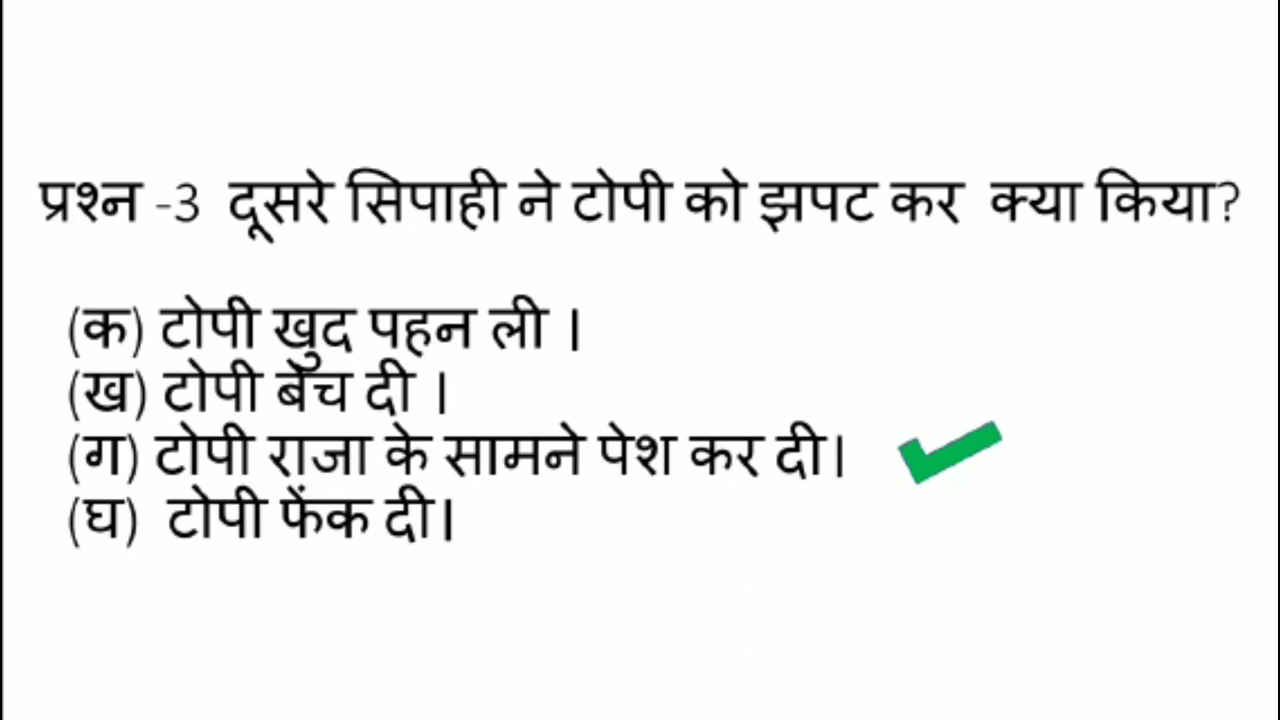 प्रश्न -3 दूसरे सिपाही ने टोपी को झपट कर क्या किया?
(क) टोपी खुद पहन ली ।
(ख) टोपी बेच दी ।
(ग) टोपी राजा के सामने पेश कर दी।
(घ) टोपी फेंक दी।